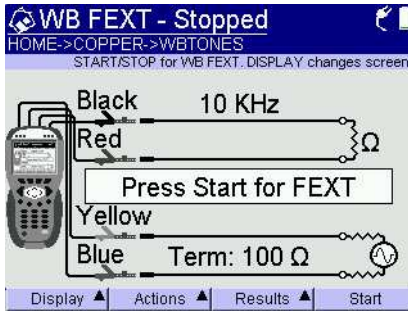 WB FEXT - Stopped
HOME->COPPER->WBTONES
START/STOP for WB FEXT. DISPLAY changes screen
Black
10 KHz
Red
Ω
Press Start for FEXT
Yellow
Blue
Term: 100 Ω
Display ▲ Actions ▲ Results ▲ Start